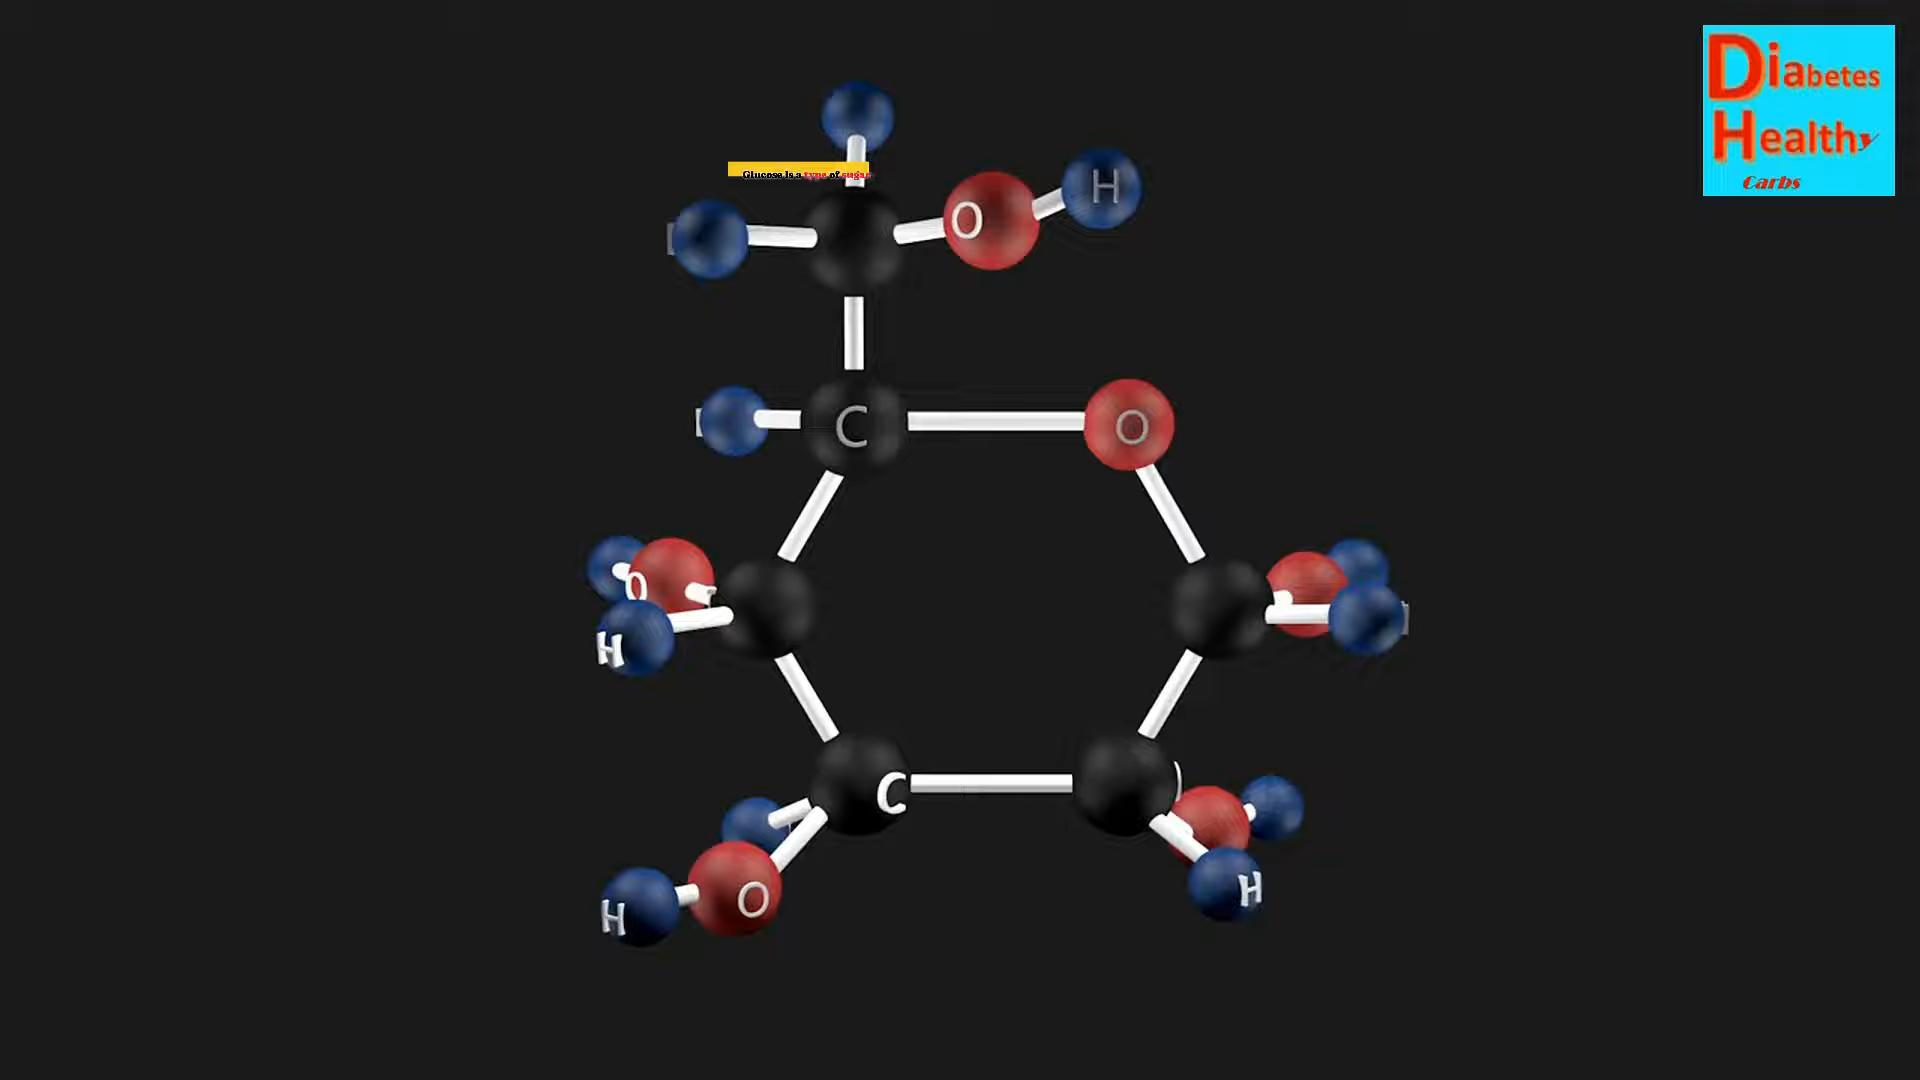 Diabetes
Healthy
Carbs
Glucose is a type of sugar
O
H
C
O
O
H
C
O
H
H